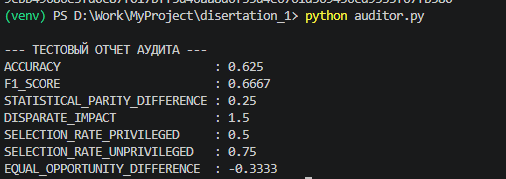 (venv) PS D:\Work\MyProject\disertation_1> python auditor.py
--- ТЕСТОВЫЙ ОТЧЕТ АУДИТА ---
ACCURACY : 0.625
F1_SCORE : 0.6667
STATISTICAL_PARITY_DIFFERENCE : 0.25
DISPARATE_IMPACT : 1.5
SELECTION_RATE_PRIVILEGED : 0.5
SELECTION_RATE_UNPRIVILEGED : 0.75
EQUAL_OPPORTUNITY_DIFFERENCE : -0.3333